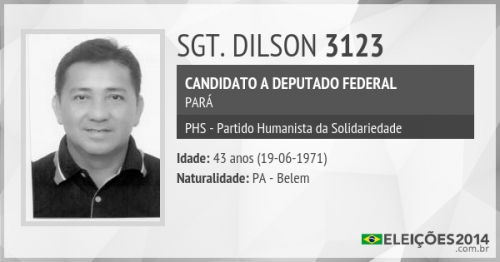 SGT. DILSON 3123
CANDIDATO A DEPUTADO FEDERAL
PARÁ
PHS - Partido Humanista da Solidariedade
Idade: 43 anos (19-06-1971)
Naturalidade: PA - Belem
ELEIÇÕES2014
.com.br